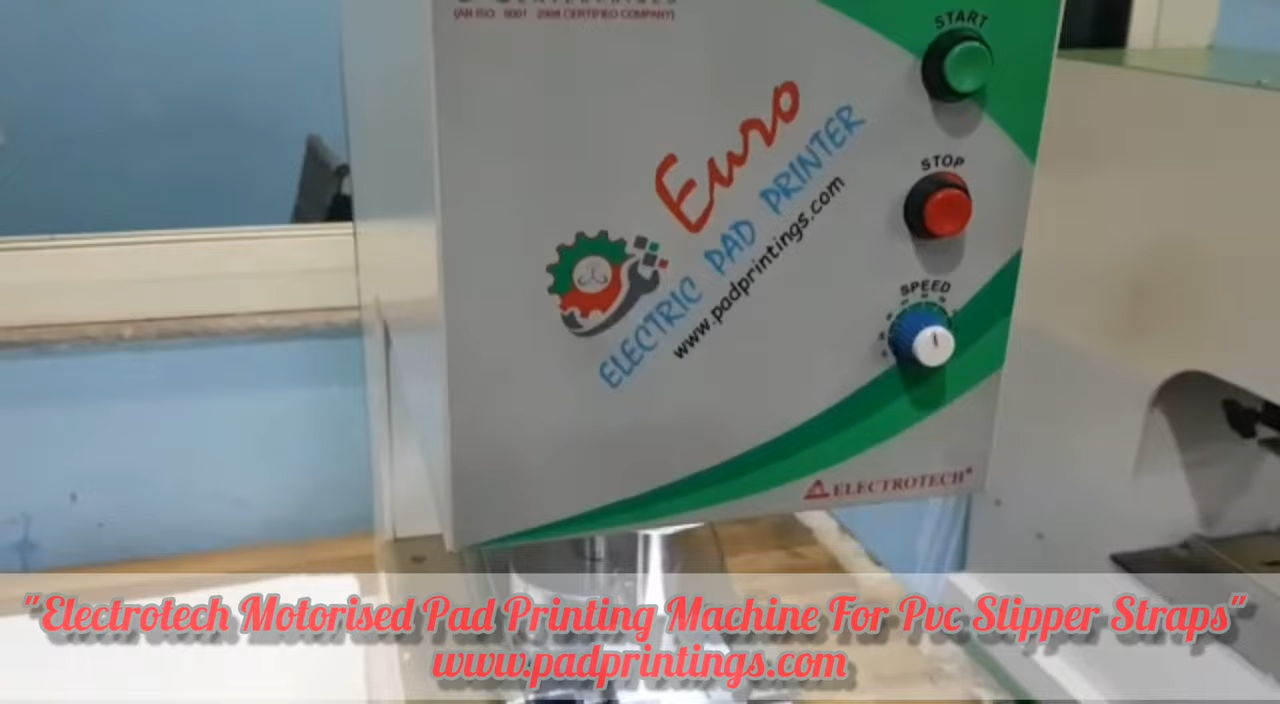 (AN ISO 9001 2008 CERTIFIED COMPANY)
START
Euro
ELECTRIC PAD PRINTER
www.padprintings.com
STOP
SPEED
ELECTROTECH®
"Electrotech Motorised Pad Printing Machine For Pvc Slipper Straps"
www.padprintings.com